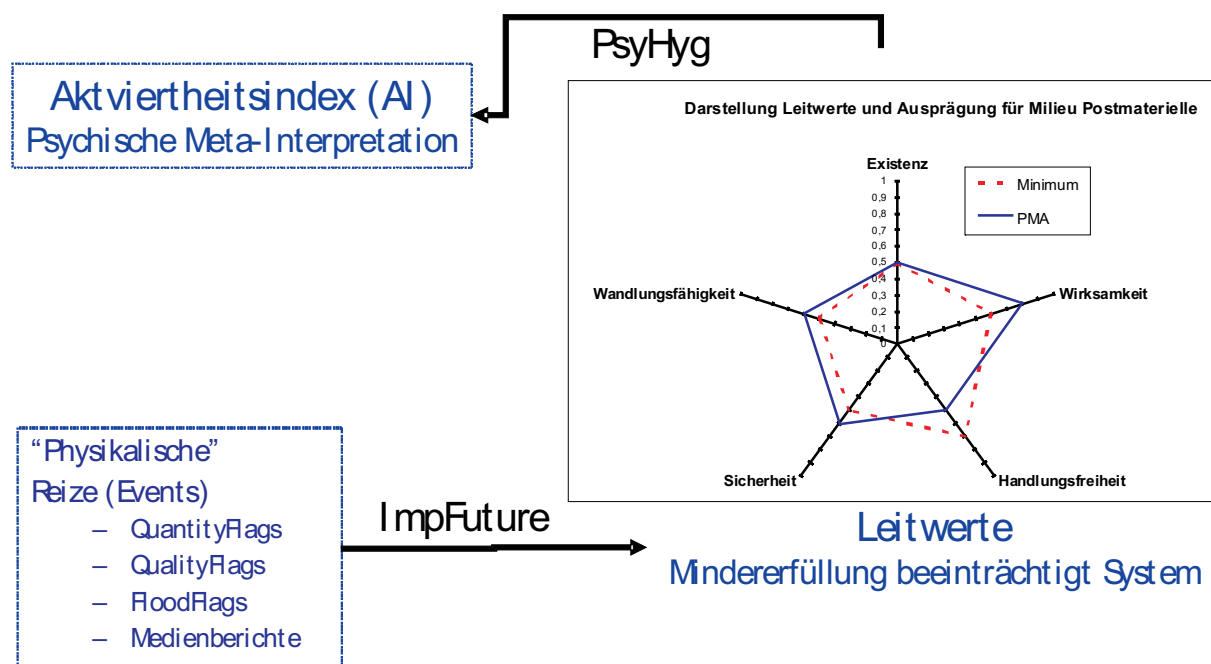 PsyHyg
Aktviertheitsindex (AI)
Psychische Meta-Interpretation
Darstellung Leitwerte und Ausprägung für Milieu Postmaterielle
Existenz
1
0,9
0,8
0,7
0,6
0,5
0,4
0,3
0,2
0,1
0
Minimum
PMA
Wandlungsfähigkeit
Wirksamkeit
Sicherheit
Handlungsfreiheit
“Physikalische”
Reize (Events)
– QuantityFlags
– QualityFlags
– FloodFlags
– Medienberichte
ImpFuture
Leitwerte
Mindererfüllung beeinträchtigt System